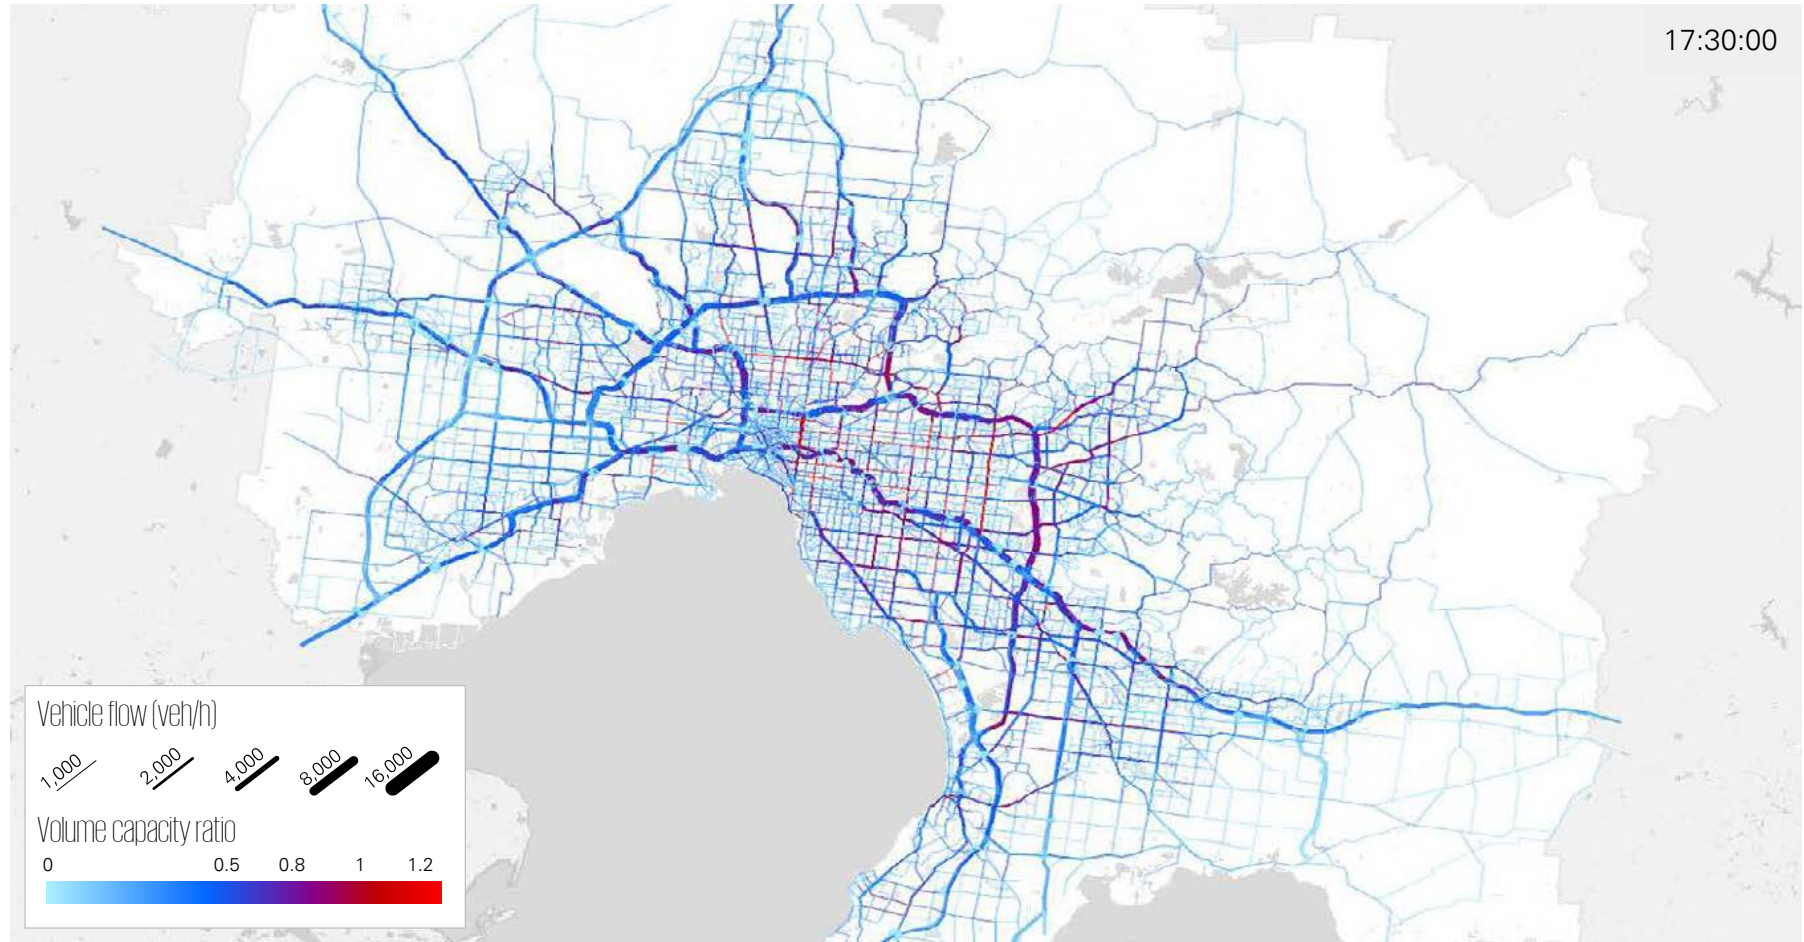 17:30:00
Vehicle flow (veh/h)
1,000 2,000 4,000 8,000 16,000
Volume capacity ratio
0 0.5 0.8 1 1.2